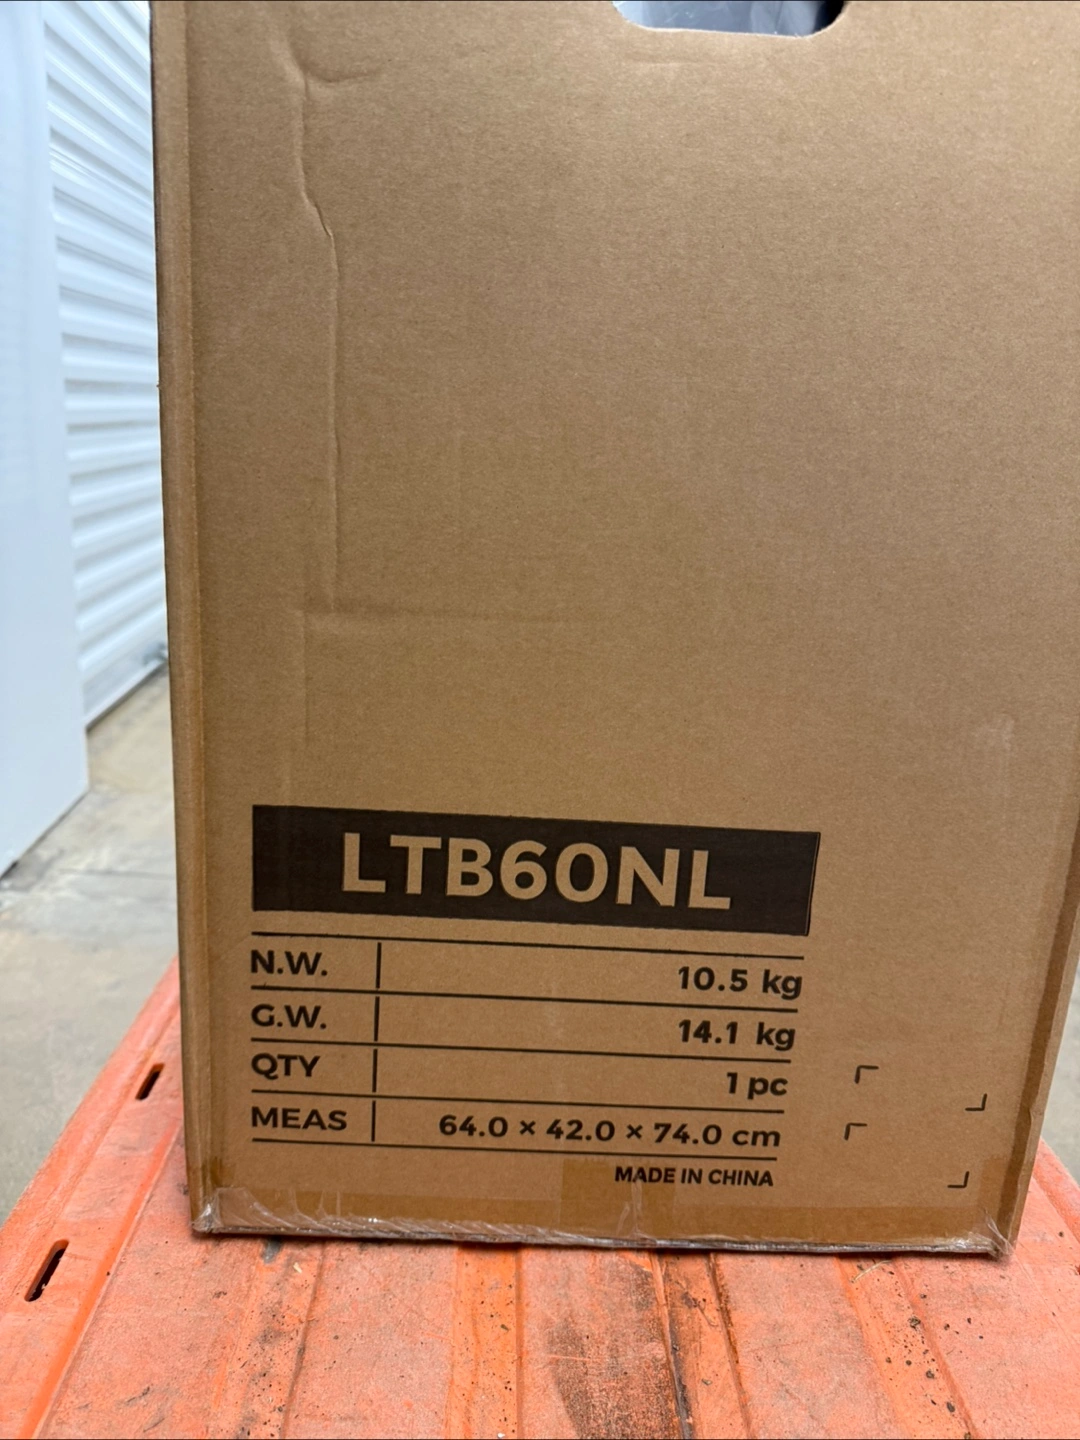 LTB60NL
N.W. 10.5 kg
G.W. 14.1 kg
QTY 1 pc
MEAS 64.0 × 42.0 × 74.0 cm
MADE IN CHINA